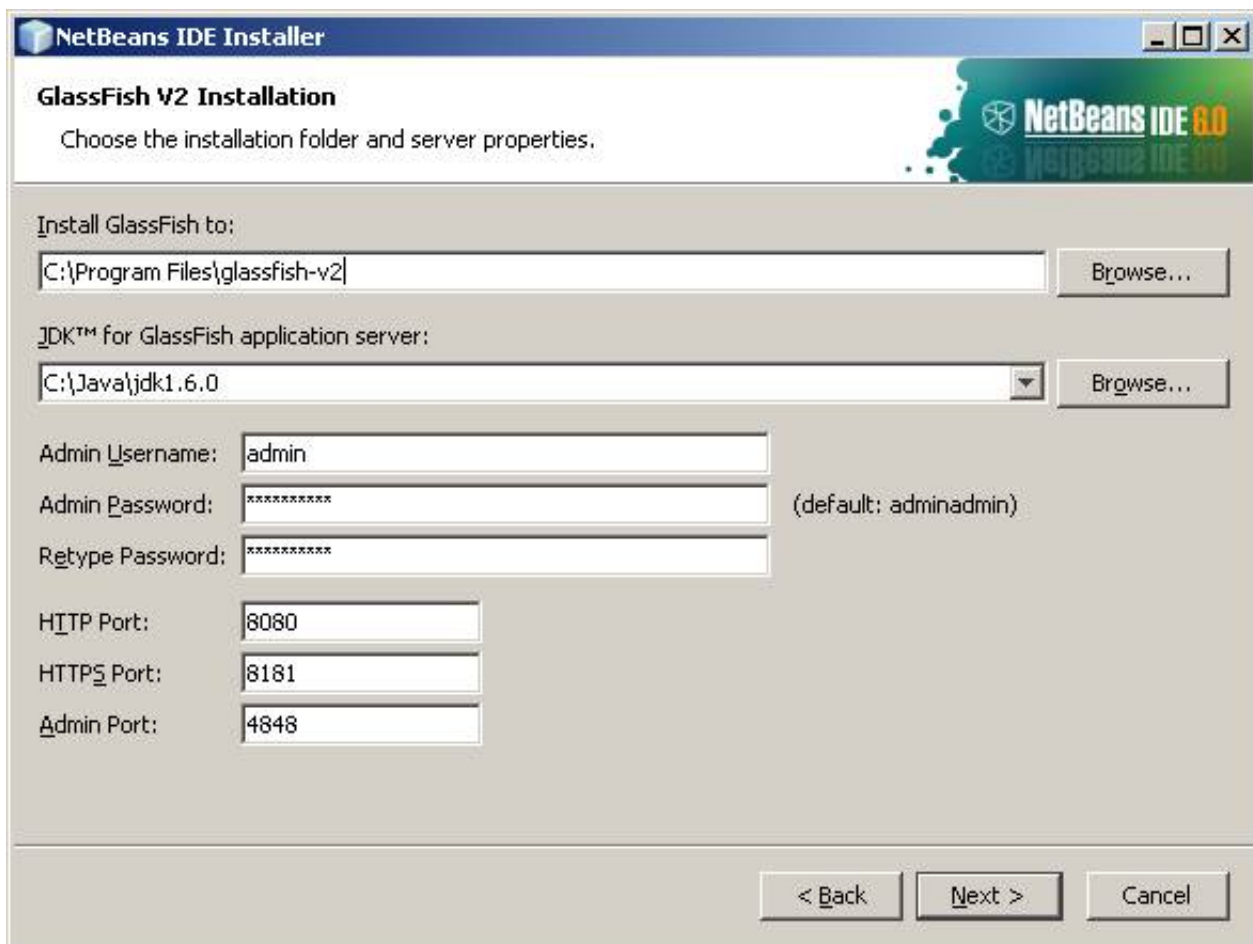 NetBeans IDE Installer
GlassFish V2 Installation
Choose the installation folder and server properties.
NetBeans IDE 6.0
Install GlassFish to:
C:\Program Files\glassfish-v2
Browse...
JDK™ for GlassFish application server:
C:\Java\jdk1.6.0
Browse...
Admin Username: admin
Admin Password: ********** (default: adminadmin)
Retype Password: **********
HTTP Port: 8080
HTTPS Port: 8181
Admin Port: 4848
< Back Next > Cancel